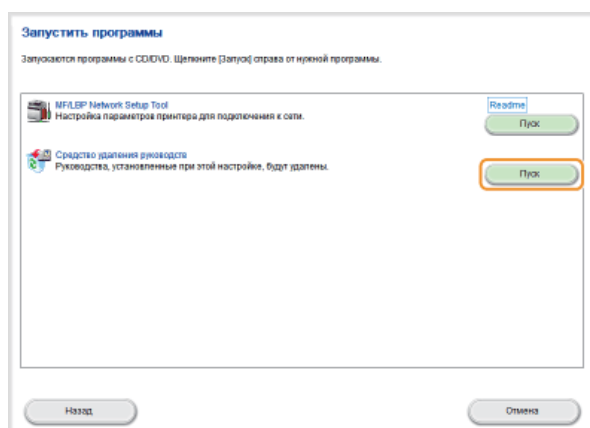 Запустить программы
Запускаются программы с CD/DVD. Щелкните [Запуск] справа от нужной программы.
MF/LBP Network Setup Tool
Readme
Настройка параметров принтера для подключения к сети.
Пуск
Средство удаления руководств
Руководства, установленные при этой настройке, будут удалены.
Пуск
Назад
Отмена